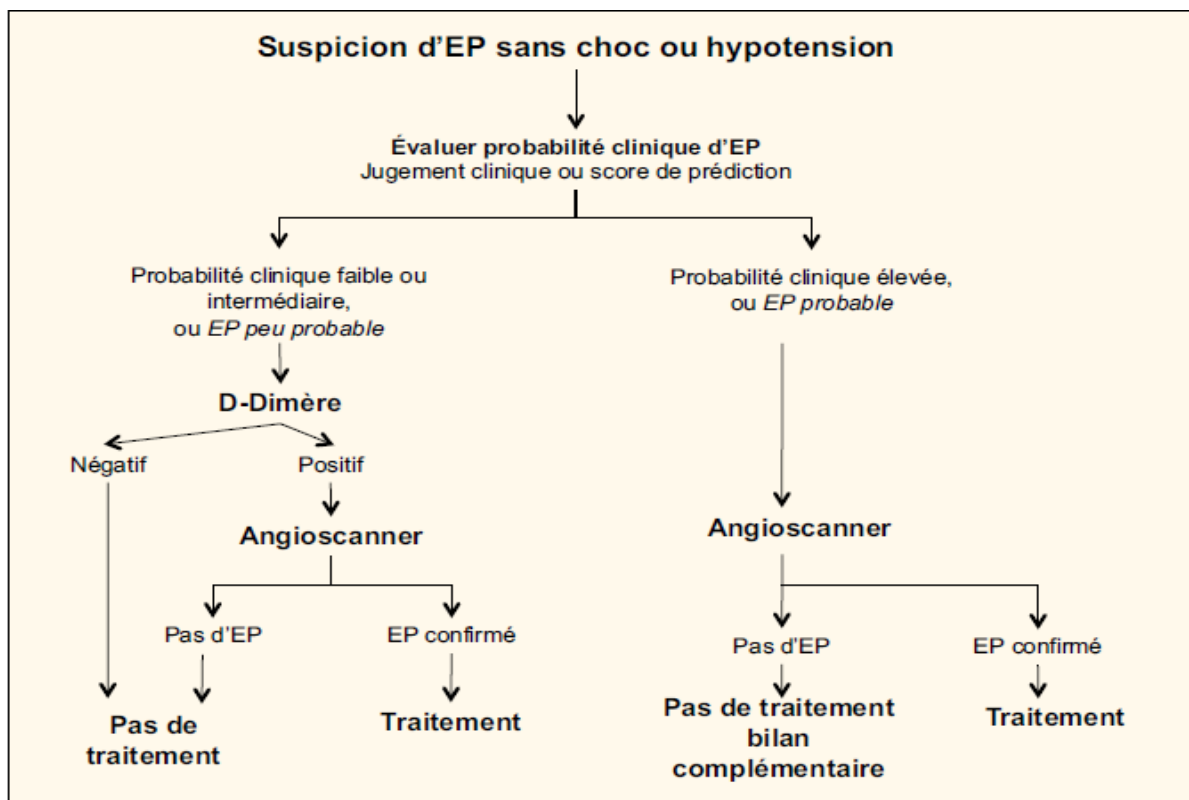 Suspicion d'EP sans choc ou hypotension
Évaluer probabilité clinique d'EP
Jugement clinique ou score de prédiction
Probabilité clinique faible ou
intermédiaire,
ou EP peu probable
Probabilité clinique élevée,
ou EP probable
D-Dimère
Négatif
Positif
Angioscanner
Angioscanner
Pas d'EP
EP confirmé
Pas d'EP
EP confirmé
Pas de
traitement
Traitement
Pas de traitement
bilan
complémentaire
Traitement